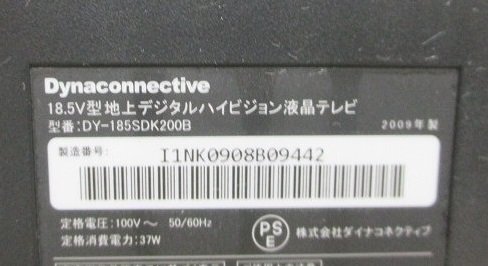 Dynaconnective
18.5V型地上デジタルハイビジョン液晶テレビ
型番:DY-185SDK200B 2009年製
製造番号: I1NK0908B09442
定格電圧:100V〜 50/60Hz
定格消費電力:37W
PS
E
株式会社ダイナコネクティブ